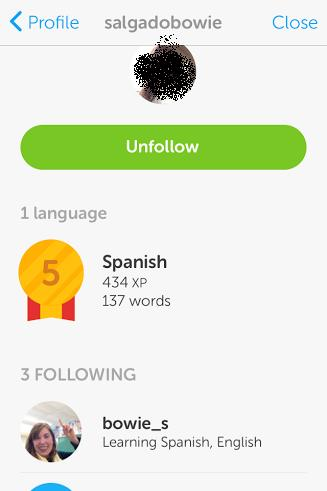 Profile salgadobowie Close
Unfollow
1 language
5
Spanish
434 XP
137 words
3 FOLLOWING
bowie_s
Learning Spanish, English